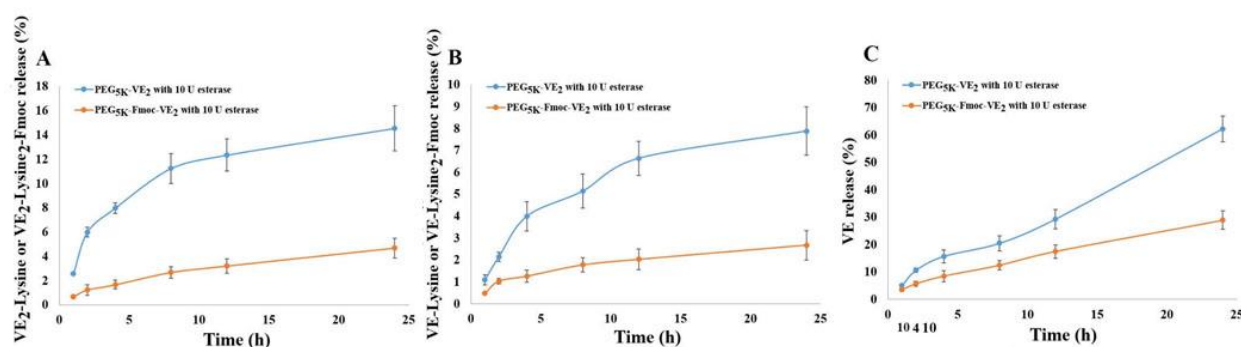 A
VE2-Lysine or VE2-Lysine2-Fmoc release (%)
PEG5K-VE2 with 10 U esterase
PEG5K-Fmoc-VE2 with 10 U esterase
18
16
14
12
10
8
6
4
2
0
0 5 10 15 20 25
Time (h)
B
VE-Lysine or VE-Lysine2-Fmoc release (%)
PEG5K-VE2 with 10 U esterase
PEG5K-Fmoc-VE2 with 10 U esterase
10
9
8
7
6
5
4
3
2
1
0
0 5 10 15 20 25
Time (h)
C
VE release (%)
PEG5K-VE2 with 10 U esterase
PEG5K-Fmoc-VE2 with 10 U esterase
80
70
60
50
40
30
20
10
0
0 5 10 15 20 25
10 4 10
Time (h)